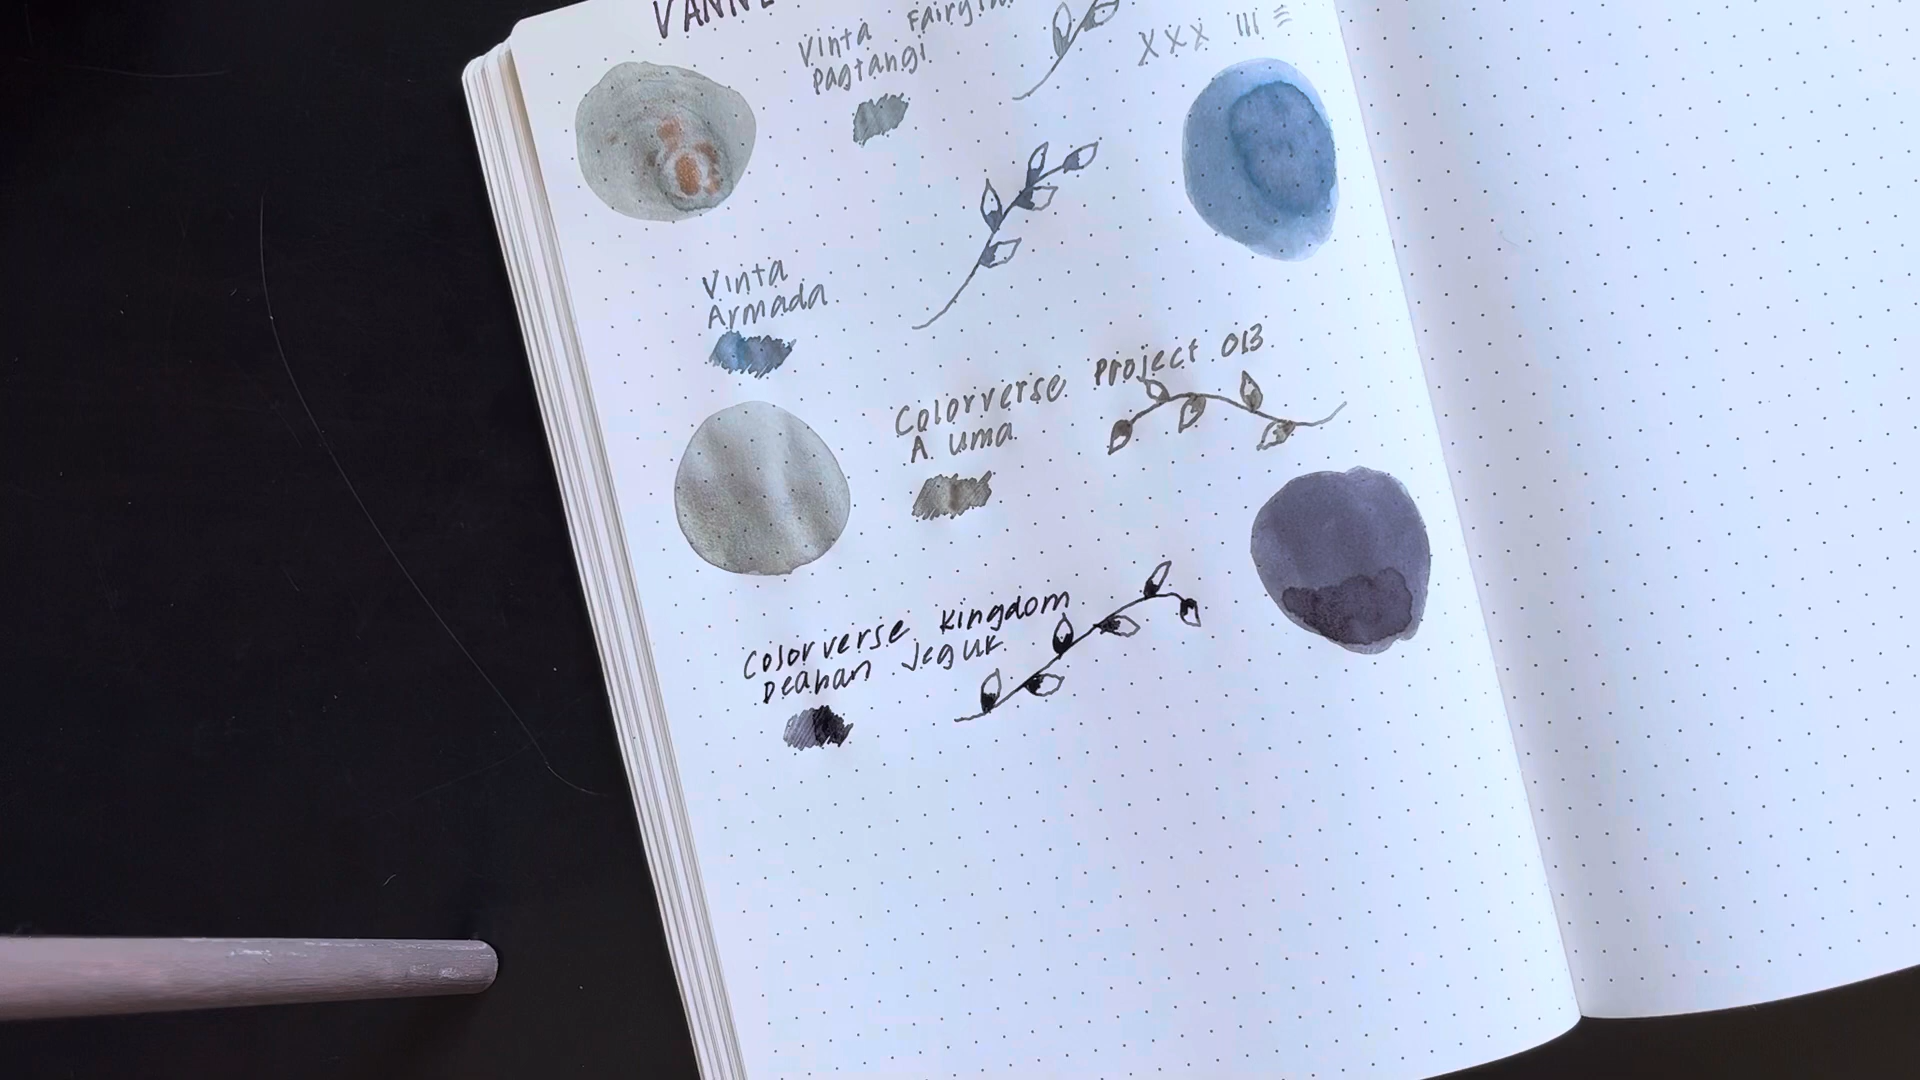 Vinta
Pagtangi
XXX III
Vinta
Armada
Colorverse Project 013
A uma
Colorverse Kingdom
Deahan Jeguk